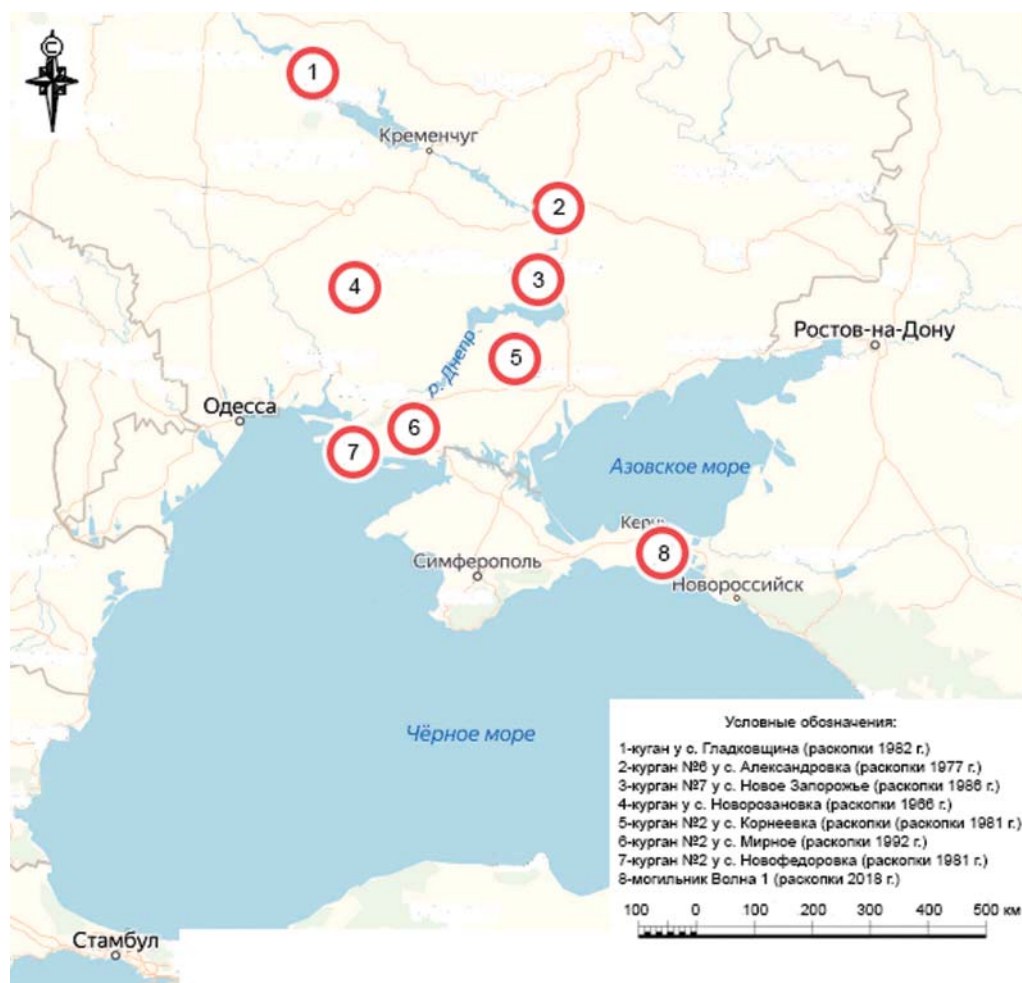 С
1
Кременчуг
2
3
4
р. Днепр
5
Ростов-на-Дону
Одесса
6
7
Азовское море
Керчь
8
Симферополь
Новороссийск
Чёрное море
Стамбул
Условные обозначения:
1-куган у с. Гладковщина (раскопки 1982 г.)
2-курган №6 у с. Александровка (раскопки 1977 г.)
3-курган №7 у с. Новое Запорожье (раскопки 1986 г.)
4-курган у с. Новорозановка (раскопки 1966 г.)
5-курган №2 у с. Корнеевка (раскопки (раскопки 1981 г.)
6-курган №2 у с. Мирное (раскопки 1992 г.)
7-курган №2 у с. Новофедоровка (раскопки 1981 г.)
8-могильник Волна 1 (раскопки 2018 г.)
100 0 100 200 300 400 500 км